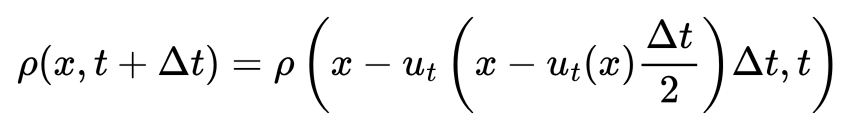 ρ(x, t + Δt) = ρ(x − u_t(x − u_t(x) Δt/2)Δt, t)